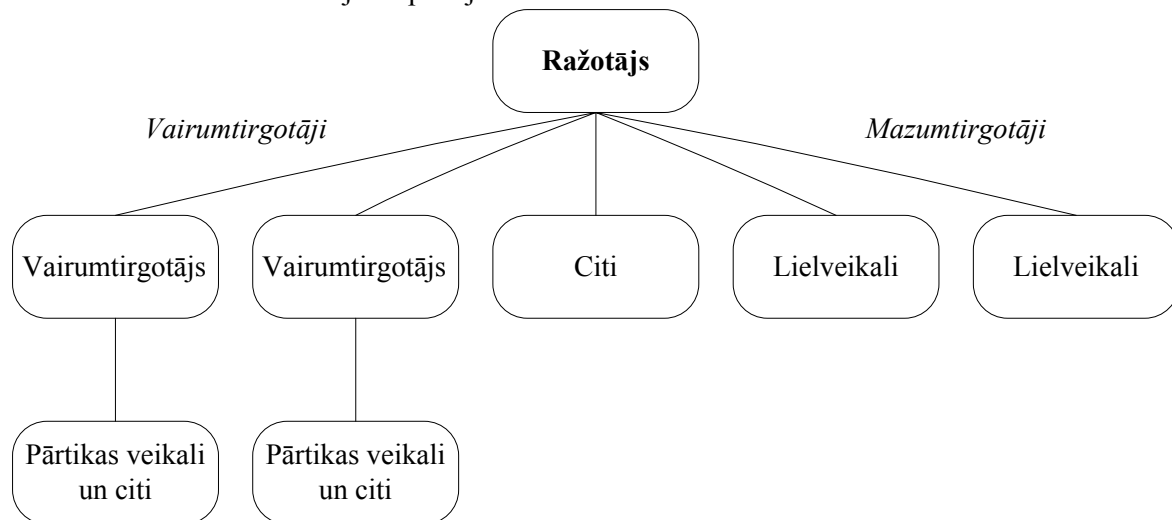 Ražotājs
Vairumtirgotāji
Mazumtirgotāji
Vairumtirgotājs
Vairumtirgotājs
Citi
Lielveikali
Lielveikali
Pārtikas veikali
un citi
Pārtikas veikali
un citi